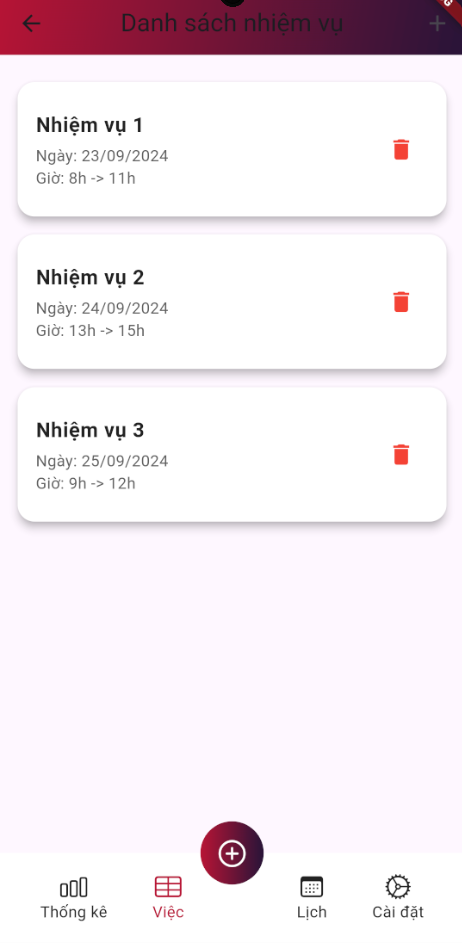 Danh sách nhiệm vụ
Nhiệm vụ 1
Ngày: 23/09/2024
Giờ: 8h -> 11h
Nhiệm vụ 2
Ngày: 24/09/2024
Giờ: 13h -> 15h
Nhiệm vụ 3
Ngày: 25/09/2024
Giờ: 9h -> 12h
Thống kê
Việc
Lịch
Cài đặt